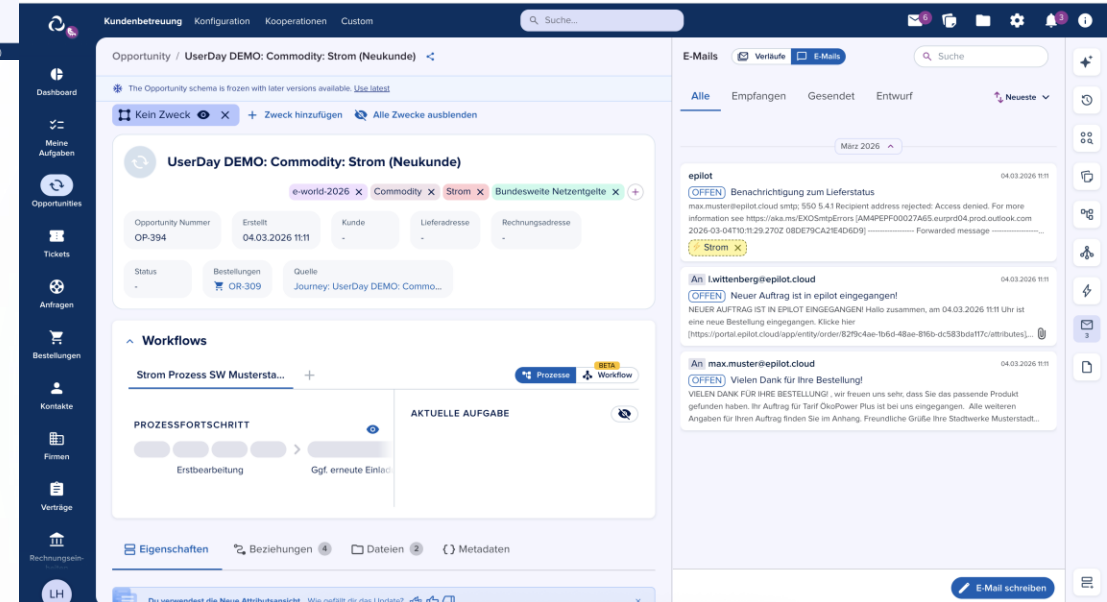 Kundenbetreuung Konfiguration Kooperationen Custom
Suche...
6
3
Dashboard
Meine
Aufgaben
Opportunities
Tickets
Anfragen
Bestellungen
Kontakte
Firmen
Verträge
Rechnungsein-
LH
Opportunity / UserDay DEMO: Commodity: Strom (Neukunde)
The Opportunity schema is frozen with later versions available. Use latest
Kein Zweck
Zweck hinzufügen
Alle Zwecke ausblenden
UserDay DEMO: Commodity: Strom (Neukunde)
e-world-2026 Commodity Strom Bundesweite Netzentgelte
Opportunity Nummer
OP-394
Erstellt
04.03.2026 11:11
Kunde
-
Lieferadresse
-
Rechnungsadresse
-
Status
-
Bestellungen
OR-309
Quelle
Journey: UserDay DEMO: Commo...
Workflows
Strom Prozess SW Mustersta...
Prozesse
BETA
Workflow
PROZESSFORTSCHRITT
Erstbearbeitung
Ggf. erneute Einlad
AKTUELLE AUFGABE
Eigenschaften
Beziehungen 4
Dateien 2
Metadaten
Du verwendest die Neue Attributsansicht Wie gefällt dir das Update?
E-Mails
Verläufe
E-Mails
Suche
Alle Empfangen Gesendet Entwurf
Neueste
März 2026
epilot 04.03.2026 11:11
OFFEN Benachrichtigung zum Lieferstatus
max.muster@epilot.cloud smtp; 550 5.4.1 Recipient address rejected: Access denied. For more
information see https://aka.ms/EXOSmtpErrors [AM4PEPF00027A65.eurprd04.prod.outlook.com
2026-03-04T10:11:29.270Z 08DE79CA21E4D6D9] ------------------ Forwarded message ------------------...
Strom
An l.wittenberg@epilot.cloud 04.03.2026 11:11
OFFEN Neuer Auftrag ist in epilot eingegangen!
NEUER AUFTRAG IST IN EPILOT EINGEGANGEN! Hallo zusammen, am 04.03.2026 11:11 Uhr ist
eine neue Bestellung eingegangen. Klicke hier
[https://portal.epilot.cloud/app/entity/order/82f9c4ae-1b6d-48ae-816b-dc583bda117c/attributes],...
An max.muster@epilot.cloud 04.03.2026 11:11
OFFEN Vielen Dank für Ihre Bestellung!
VIELEN DANK FÜR IHRE BESTELLUNG! , wir freuen uns sehr, dass Sie das passende Produkt
gefunden haben. Ihr Auftrag für Tarif ÖkoPower Plus ist bei uns eingegangen. Alle weiteren
Angaben für Ihren Auftrag finden Sie im Anhang. Freundliche Grüße Ihre Stadtwerke Musterstadt...
E-Mail schreiben
3